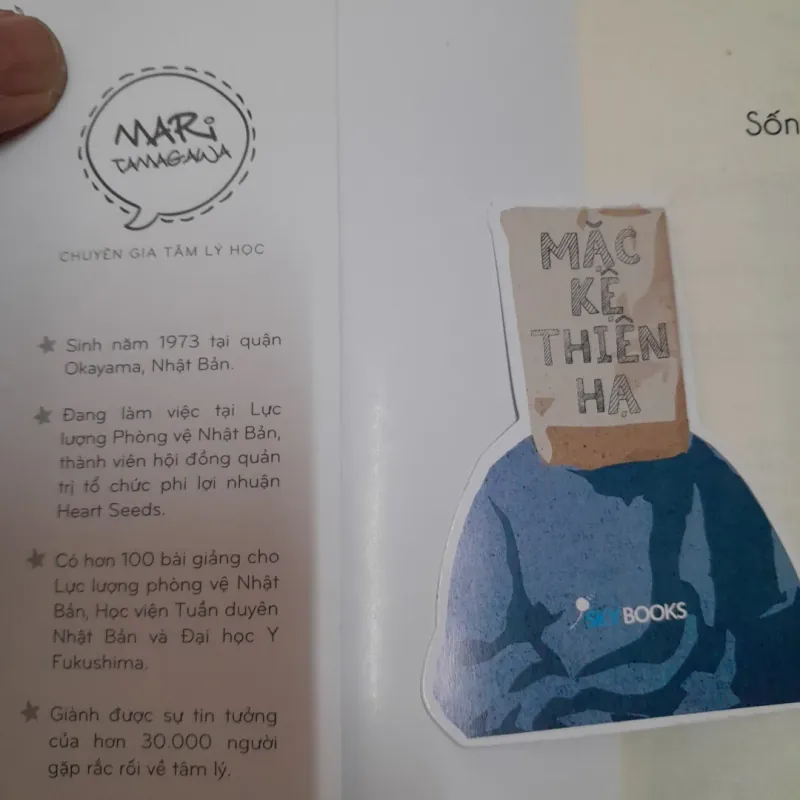 MARi
TAMAGAWA
CHUYÊN GIA TÂM LÝ HỌC
Sinh năm 1973 tại quận
Okayama, Nhật Bản.
Đang làm việc tại Lực
lượng Phòng vệ Nhật Bản,
thành viên hội đồng quản
trị tổ chức phi lợi nhuận
Heart Seeds.
Có hơn 100 bài giảng cho
Lực lượng phòng vệ Nhật
Bản, Học viện Tuần duyên
Nhật Bản và Đại học Y
Fukushima.
Giành được sự tin tưởng
của hơn 30.000 người
gặp rắc rối về tâm lý.
Sốn
MẶC
KỆ
THIÊN
HẠ
SKYBOOKS